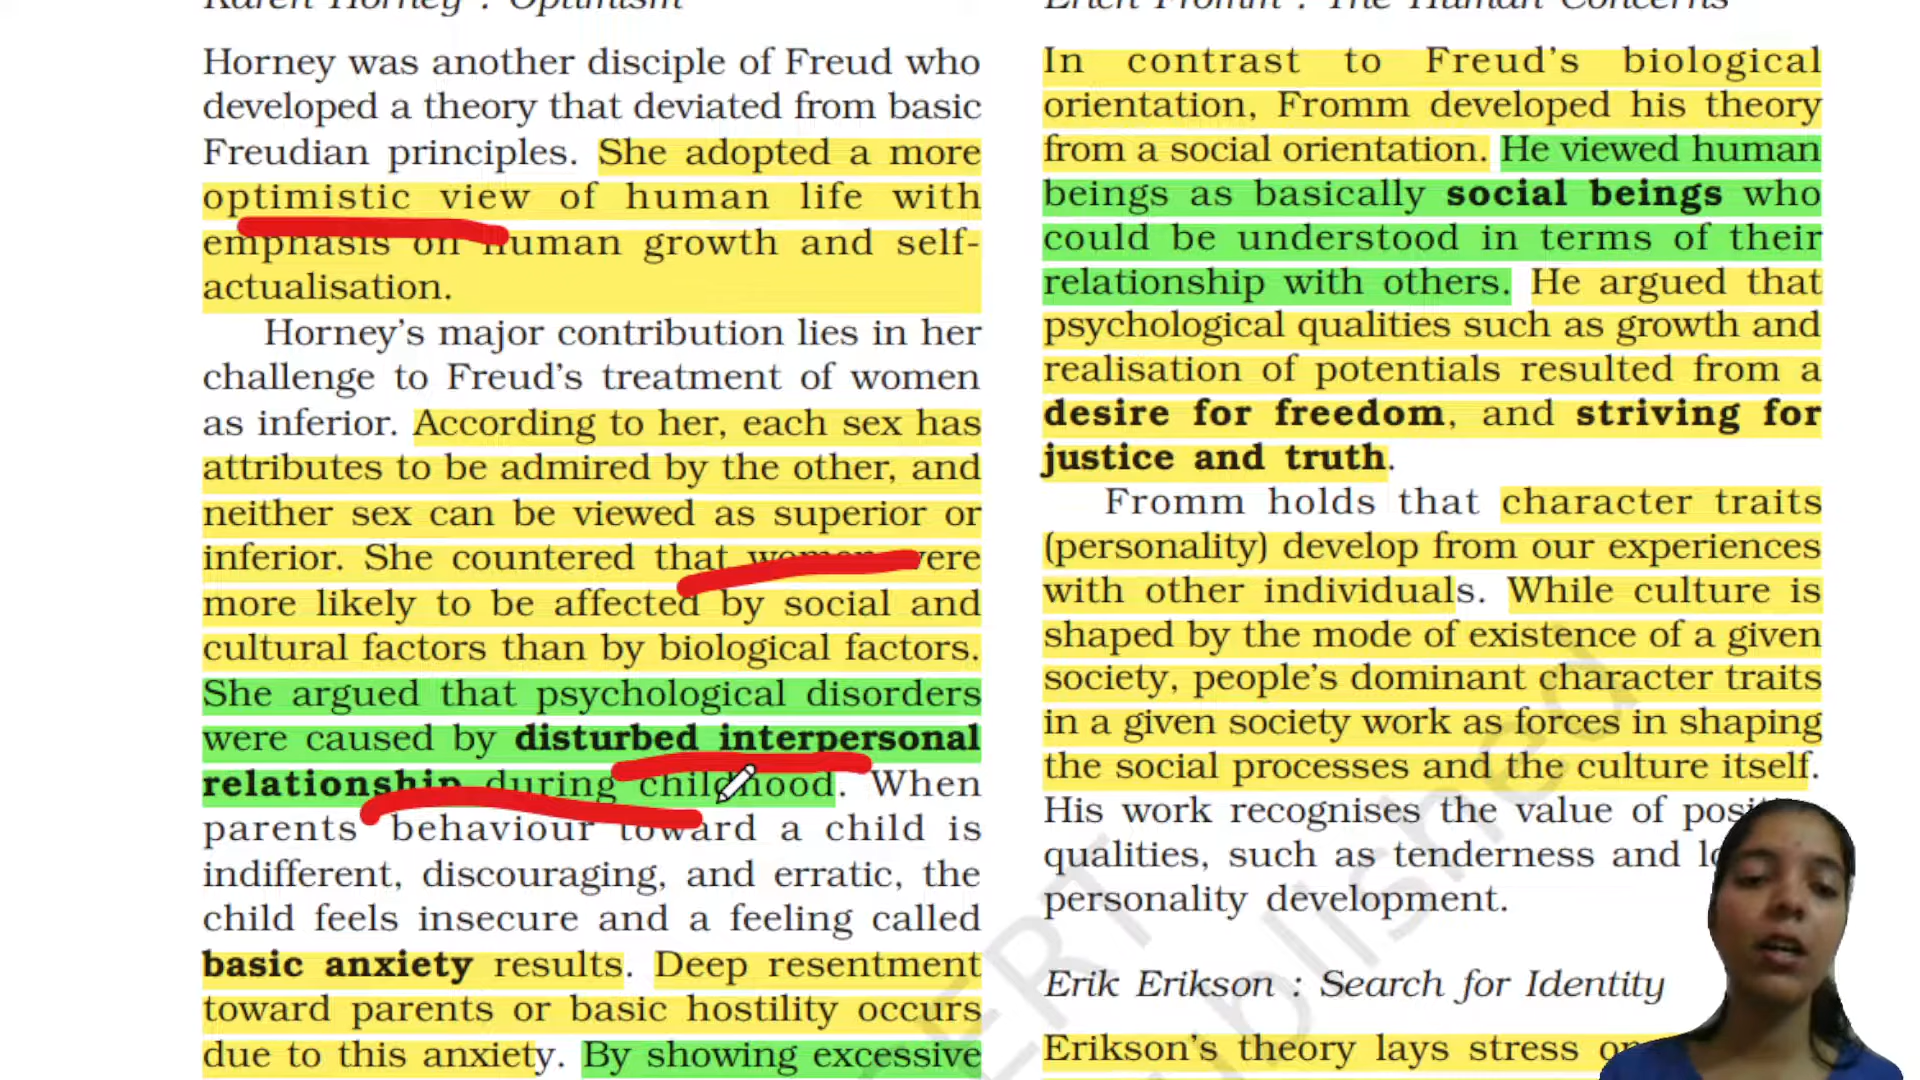 Karen Horney : Optimism
Horney was another disciple of Freud who
developed a theory that deviated from basic
Freudian principles. She adopted a more
optimistic view of human life with
emphasis on human growth and self-
actualisation.
Horney's major contribution lies in her
challenge to Freud's treatment of women
as inferior. According to her, each sex has
attributes to be admired by the other, and
neither sex can be viewed as superior or
inferior. She countered that women were
more likely to be affected by social and
cultural factors than by biological factors.
She argued that psychological disorders
were caused by disturbed interpersonal
relationship during childhood. When
parents' behaviour toward a child is
indifferent, discouraging, and erratic, the
child feels insecure and a feeling called
basic anxiety results. Deep resentment
toward parents or basic hostility occurs
due to this anxiety. By showing excessive
Erich Fromm : The Human Concerns
In contrast to Freud's biological
orientation, Fromm developed his theory
from a social orientation. He viewed human
beings as basically social beings who
could be understood in terms of their
relationship with others. He argued that
psychological qualities such as growth and
realisation of potentials resulted from a
desire for freedom, and striving for
justice and truth.
Fromm holds that character traits
(personality) develop from our experiences
with other individuals. While culture is
shaped by the mode of existence of a given
society, people's dominant character traits
in a given society work as forces in shaping
the social processes and the culture itself.
His work recognises the value of
qualities, such as tenderness and
personality development.
Erik Erikson : Search for Identity
Erikson's theory lays stress on